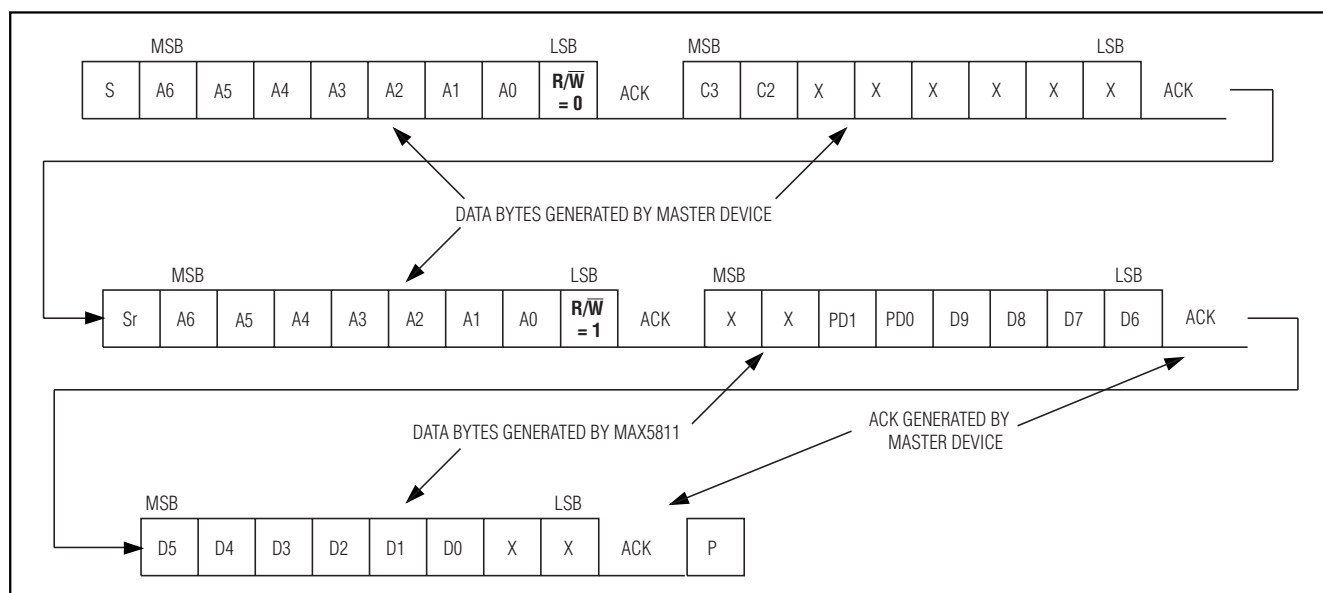 MSB LSB MSB LSB
S A6 A5 A4 A3 A2 A1 A0 R/W̅ = 0 ACK C3 C2 X X X X X X ACK
DATA BYTES GENERATED BY MASTER DEVICE
MSB LSB MSB LSB
Sr A6 A5 A4 A3 A2 A1 A0 R/W̅ = 1 ACK X X PD1 PD0 D9 D8 D7 D6 ACK
DATA BYTES GENERATED BY MAX5811
ACK GENERATED BY
MASTER DEVICE
MSB LSB
D5 D4 D3 D2 D1 D0 X X ACK P